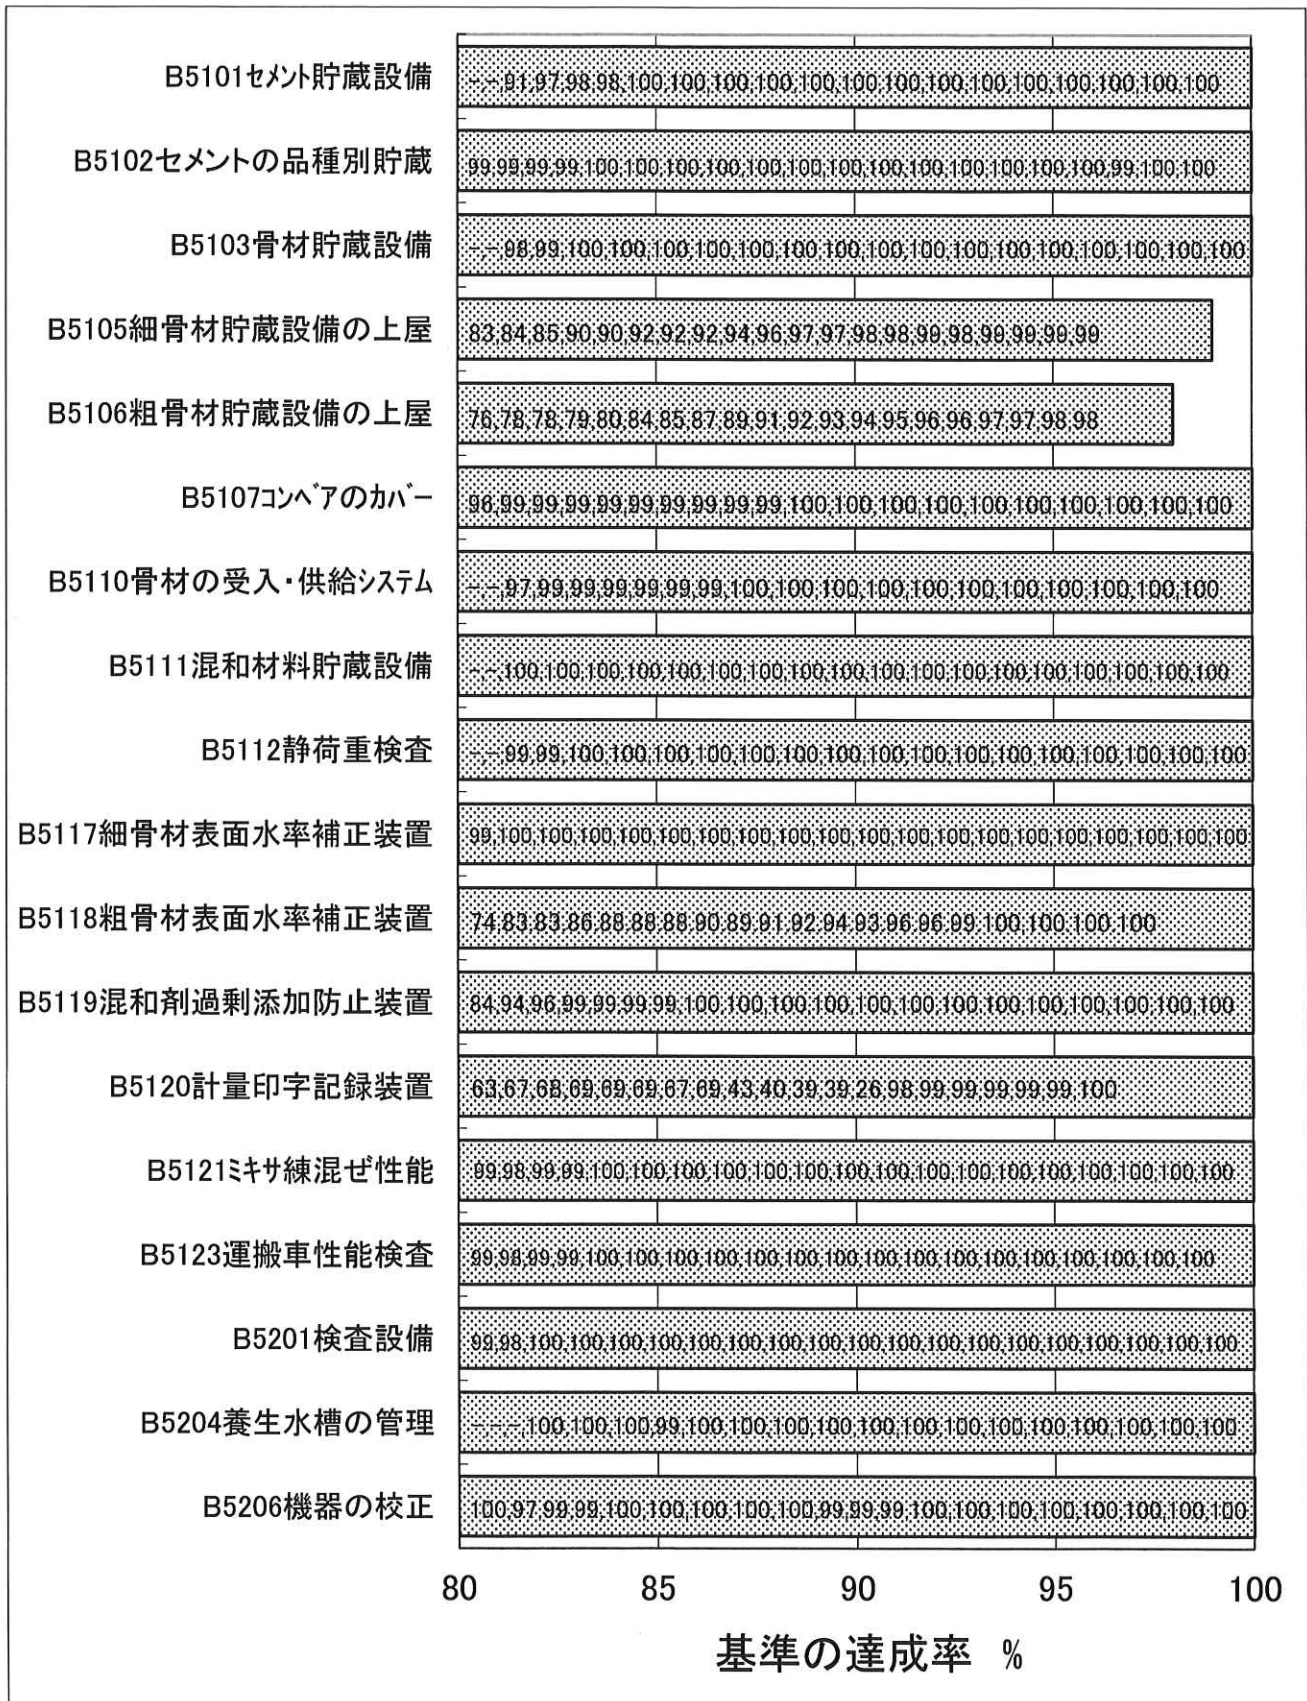 B5101セメント貯蔵設備 -,-,91,97,98,98,100,100,100,100,100,100,100,100,100,100,100,100,100,100
B5102セメントの品種別貯蔵 99,99,99,99,100,100,100,100,100,100,100,100,100,100,100,100,100,99,100,100
B5103骨材貯蔵設備 -,-,98,99,100,100,100,100,100,100,100,100,100,100,100,100,100,100,100,100
B5105細骨材貯蔵設備の上屋 83,84,85,90,90,92,92,92,94,96,97,97,98,98,99,98,99,99,99,99
B5106粗骨材貯蔵設備の上屋 76,78,78,79,80,84,85,87,89,91,92,93,94,95,96,96,97,97,98,98
B5107コンベアのカバー 96,99,99,99,99,99,99,99,99,99,100,100,100,100,100,100,100,100,100,100
B5110骨材の受入・供給システム -,-,97,99,99,99,99,99,99,100,100,100,100,100,100,100,100,100,100,100
B5111混和材料貯蔵設備 -,-,100,100,100,100,100,100,100,100,100,100,100,100,100,100,100,100,100,100
B5112静荷重検査 -,-,99,99,100,100,100,100,100,100,100,100,100,100,100,100,100,100,100,100
B5117細骨材表面水率補正装置 99,100,100,100,100,100,100,100,100,100,100,100,100,100,100,100,100,100,100,100
B5118粗骨材表面水率補正装置 74,83,83,86,88,88,88,90,89,91,92,94,93,96,96,99,100,100,100,100
B5119混和剤過剰添加防止装置 84,94,96,99,99,99,99,100,100,100,100,100,100,100,100,100,100,100,100,100
B5120計量印字記録装置 63,67,68,69,69,69,67,69,43,40,39,39,26,98,99,99,99,99,99,100
B5121ミキサ練混ぜ性能 99,98,99,99,100,100,100,100,100,100,100,100,100,100,100,100,100,100,100,100
B5123運搬車性能検査 99,98,99,99,100,100,100,100,100,100,100,100,100,100,100,100,100,100,100,100
B5201検査設備 99,98,100,100,100,100,100,100,100,100,100,100,100,100,100,100,100,100,100,100
B5204養生水槽の管理 -,-,-,100,100,100,99,100,100,100,100,100,100,100,100,100,100,100,100,100
B5206機器の校正 100,97,99,99,100,100,100,100,100,99,99,99,100,100,100,100,100,100,100,100
80 85 90 95 100
基準の達成率 %